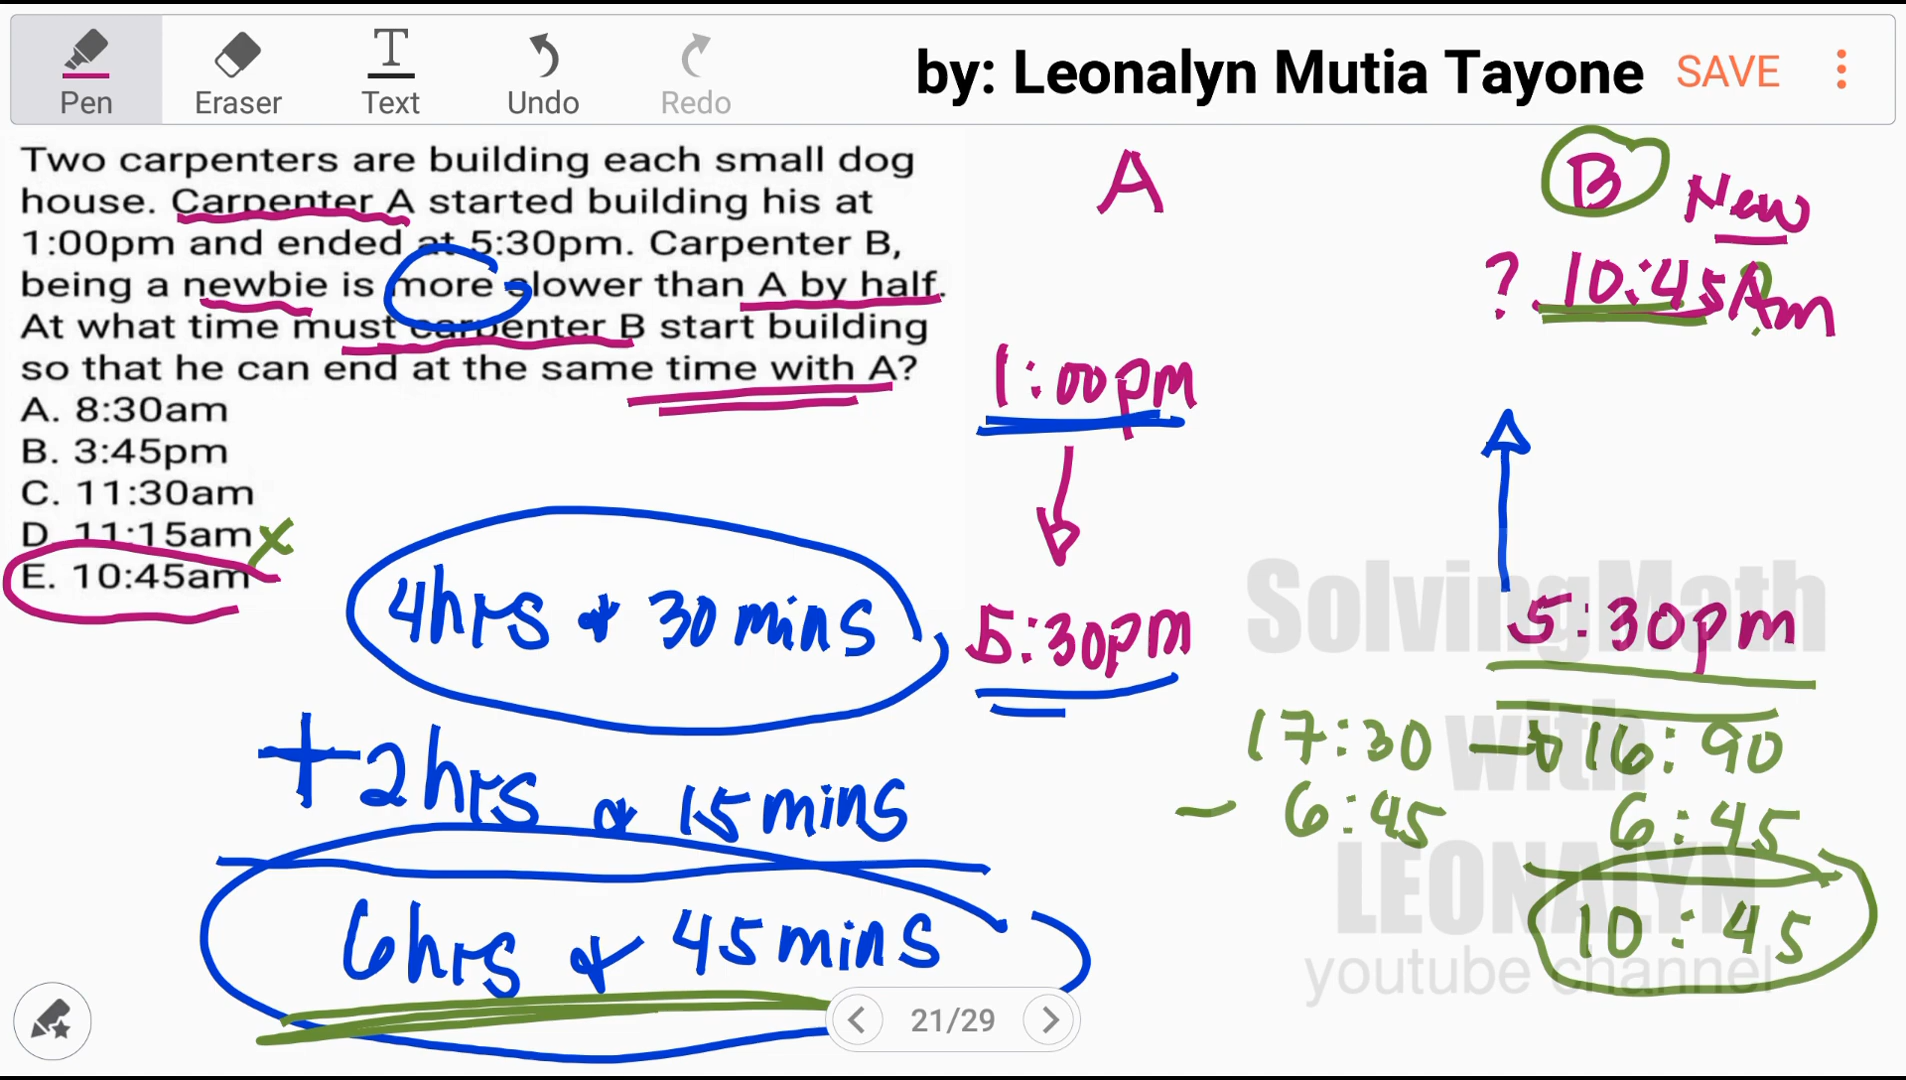 Pen
Eraser
Text
Undo
Redo
by: Leonalyn Mutia Tayone
SAVE
Two carpenters are building each small dog
house. Carpenter A started building his at
1:00pm and ended at 5:30pm. Carpenter B,
being a newbie is more slower than A by half.
At what time must carpenter B start building
so that he can end at the same time with A?
A. 8:30am
B. 3:45pm
C. 11:30am
D. 11:15am x
E. 10:45am
A
1:00pm
5:30pm
B New
? 10:45Am
5:30pm
4hrs & 30 mins
+ 2hrs & 15 mins
6hrs & 45 mins
17:30 → 16:90
- 6:45 6:45
10:45
SolvingMath
with
LEONALYN
youtube channel
21/29